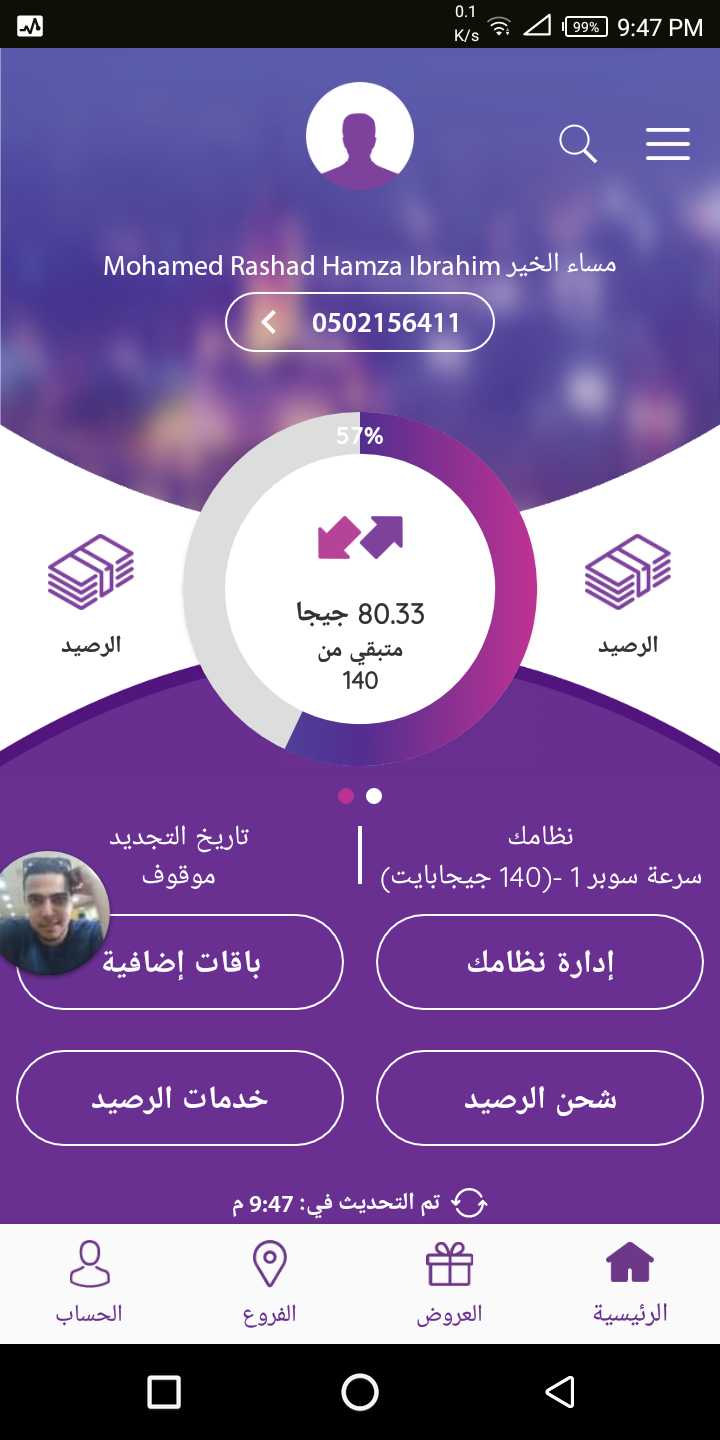 0.1
K/s
99%
9:47 PM
مساء الخير Mohamed Rashad Hamza Ibrahim
0502156411
57%
80.33 جيجا
متبقي من
140
الرصيد
الرصيد
نظامك
سرعة سوبر 1 -(140 جيجابايت)
تاريخ التجديد
موقوف
إدارة نظامك
باقات إضافية
شحن الرصيد
خدمات الرصيد
تم التحديث في: 9:47 م
الرئيسية
العروض
الفروع
الحساب